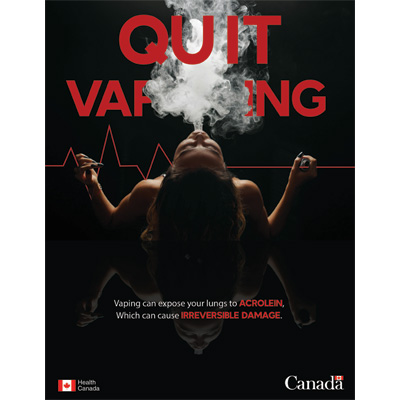 QUIT
VAPING
Vaping can expose your lungs to ACROLEIN,
Which can cause IRREVERSIBLE DAMAGE.
Health
Canada
Canada